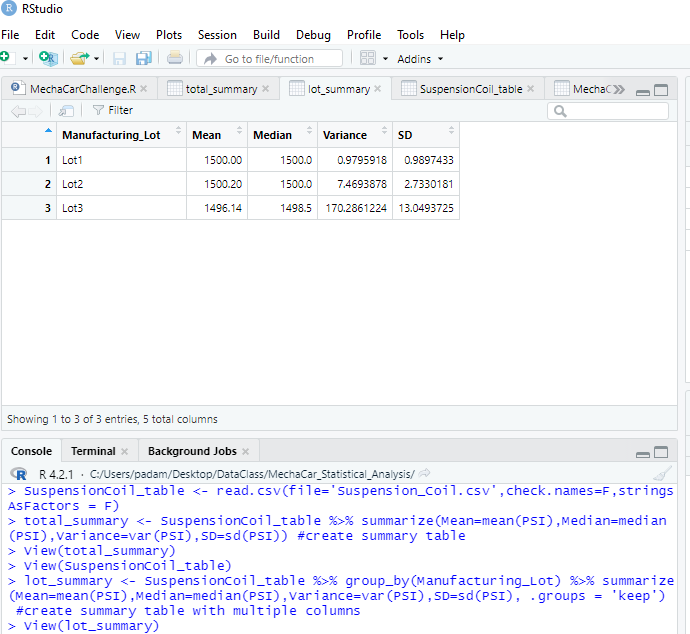 RStudio
File Edit Code View Plots Session Build Debug Profile Tools Help
Go to file/function Addins
MechaCarChallenge.R total_summary lot_summary SuspensionCoil_table MechaC
Filter
Manufacturing_Lot Mean Median Variance SD
1 Lot1 1500.00 1500.0 0.9795918 0.9897433
2 Lot2 1500.20 1500.0 7.4693878 2.7330181
3 Lot3 1496.14 1498.5 170.2861224 13.0493725
Showing 1 to 3 of 3 entries, 5 total columns
Console Terminal Background Jobs
R 4.2.1 · C:/Users/padam/Desktop/DataClass/MechaCar_Statistical_Analysis/
> SuspensionCoil_table <- read.csv(file='Suspension_Coil.csv',check.names=F,strings
AsFactors = F)
> total_summary <- SuspensionCoil_table %>% summarize(Mean=mean(PSI),Median=median
(PSI),Variance=var(PSI),SD=sd(PSI)) #create summary table
> View(total_summary)
> View(SuspensionCoil_table)
> lot_summary <- SuspensionCoil_table %>% group_by(Manufacturing_Lot) %>% summarize
(Mean=mean(PSI),Median=median(PSI),Variance=var(PSI),SD=sd(PSI), .groups = 'keep')
#create summary table with multiple columns
> View(lot_summary)